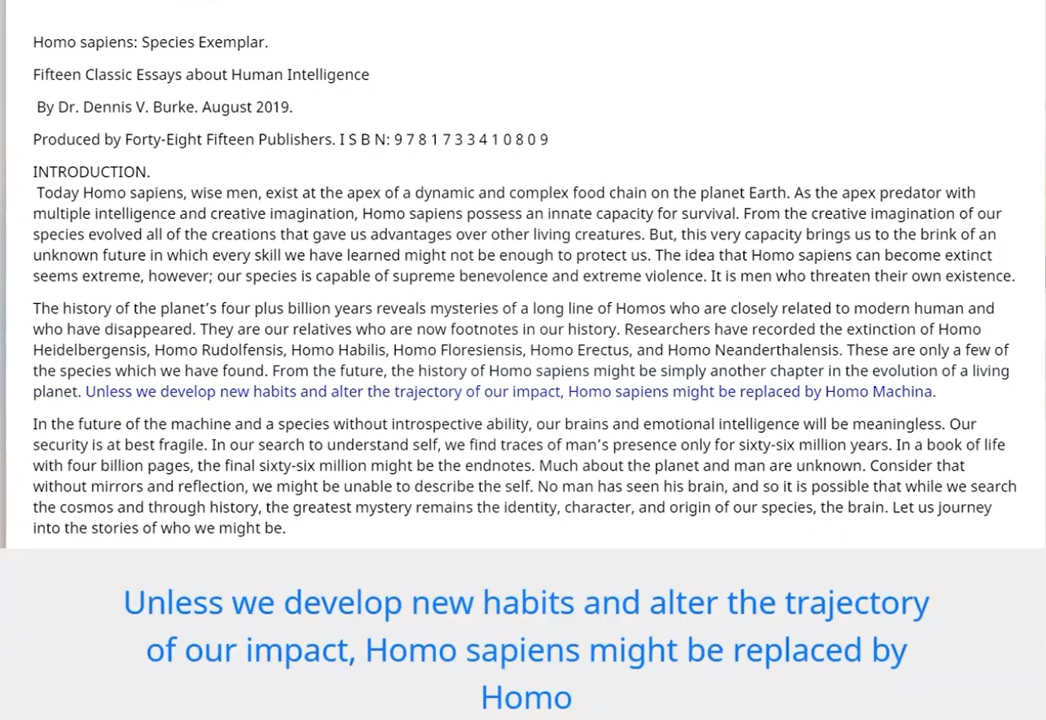 Homo sapiens: Species Exemplar.
Fifteen Classic Essays about Human Intelligence
By Dr. Dennis V. Burke. August 2019.
Produced by Forty-Eight Fifteen Publishers. I S B N: 9 7 8 1 7 3 3 4 1 0 8 0 9
INTRODUCTION.
Today Homo sapiens, wise men, exist at the apex of a dynamic and complex food chain on the planet Earth. As the apex predator with
multiple intelligence and creative imagination, Homo sapiens possess an innate capacity for survival. From the creative imagination of our
species evolved all of the creations that gave us advantages over other living creatures. But, this very capacity brings us to the brink of an
unknown future in which every skill we have learned might not be enough to protect us. The idea that Homo sapiens can become extinct
seems extreme, however; our species is capable of supreme benevolence and extreme violence. It is men who threaten their own existence.
The history of the planet’s four plus billion years reveals mysteries of a long line of Homos who are closely related to modern human and
who have disappeared. They are our relatives who are now footnotes in our history. Researchers have recorded the extinction of Homo
Heidelbergensis, Homo Rudolfensis, Homo Habilis, Homo Floresiensis, Homo Erectus, and Homo Neanderthalensis. These are only a few of
the species which we have found. From the future, the history of Homo sapiens might be simply another chapter in the evolution of a living
planet. Unless we develop new habits and alter the trajectory of our impact, Homo sapiens might be replaced by Homo Machina.
In the future of the machine and a species without introspective ability, our brains and emotional intelligence will be meaningless. Our
security is at best fragile. In our search to understand self, we find traces of man’s presence only for sixty-six million years. In a book of life
with four billion pages, the final sixty-six million might be the endnotes. Much about the planet and man are unknown. Consider that
without mirrors and reflection, we might be unable to describe the self. No man has seen his brain, and so it is possible that while we search
the cosmos and through history, the greatest mystery remains the identity, character, and origin of our species, the brain. Let us journey
into the stories of who we might be.
Unless we develop new habits and alter the trajectory
of our impact, Homo sapiens might be replaced by
Homo